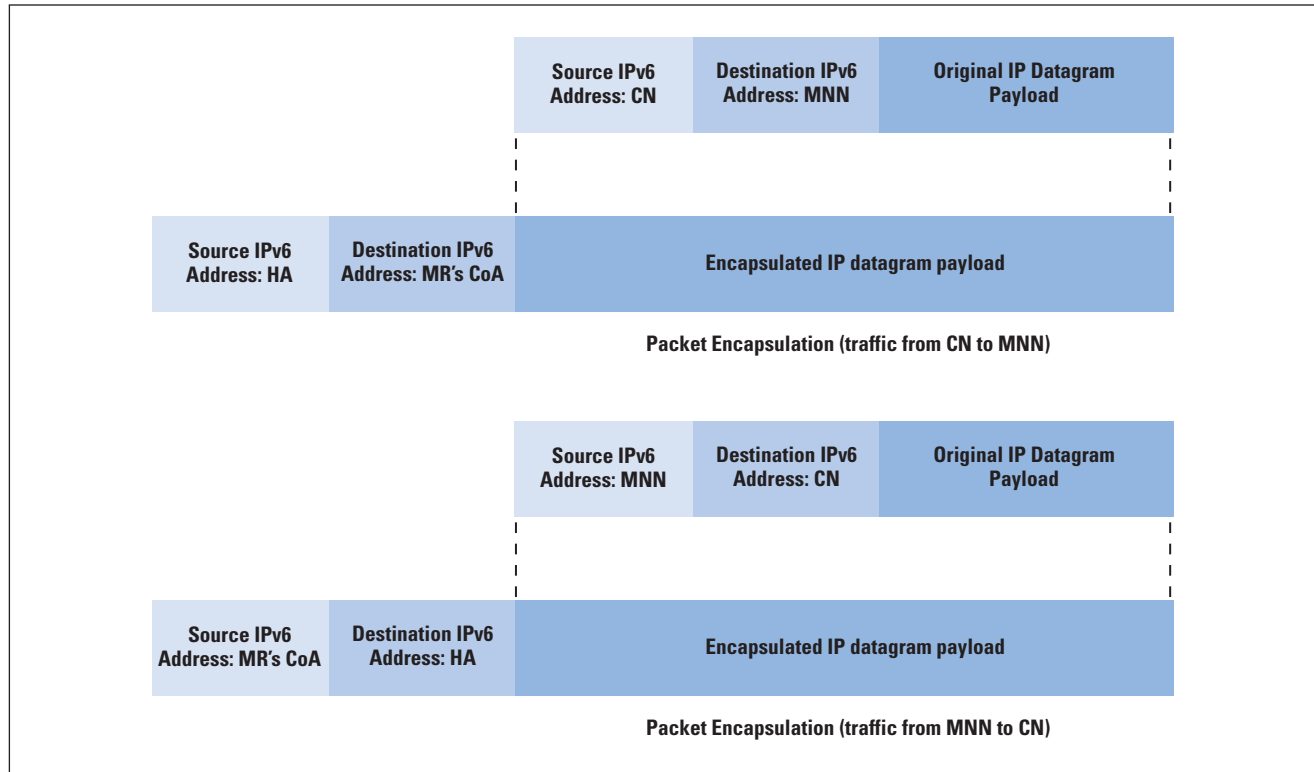 Source IPv6
Address: CN
Destination IPv6
Address: MNN
Original IP Datagram
Payload
Source IPv6
Address: HA
Destination IPv6
Address: MR’s CoA
Encapsulated IP datagram payload
Packet Encapsulation (traffic from CN to MNN)
Source IPv6
Address: MNN
Destination IPv6
Address: CN
Original IP Datagram
Payload
Source IPv6
Address: MR’s CoA
Destination IPv6
Address: HA
Encapsulated IP datagram payload
Packet Encapsulation (traffic from MNN to CN)